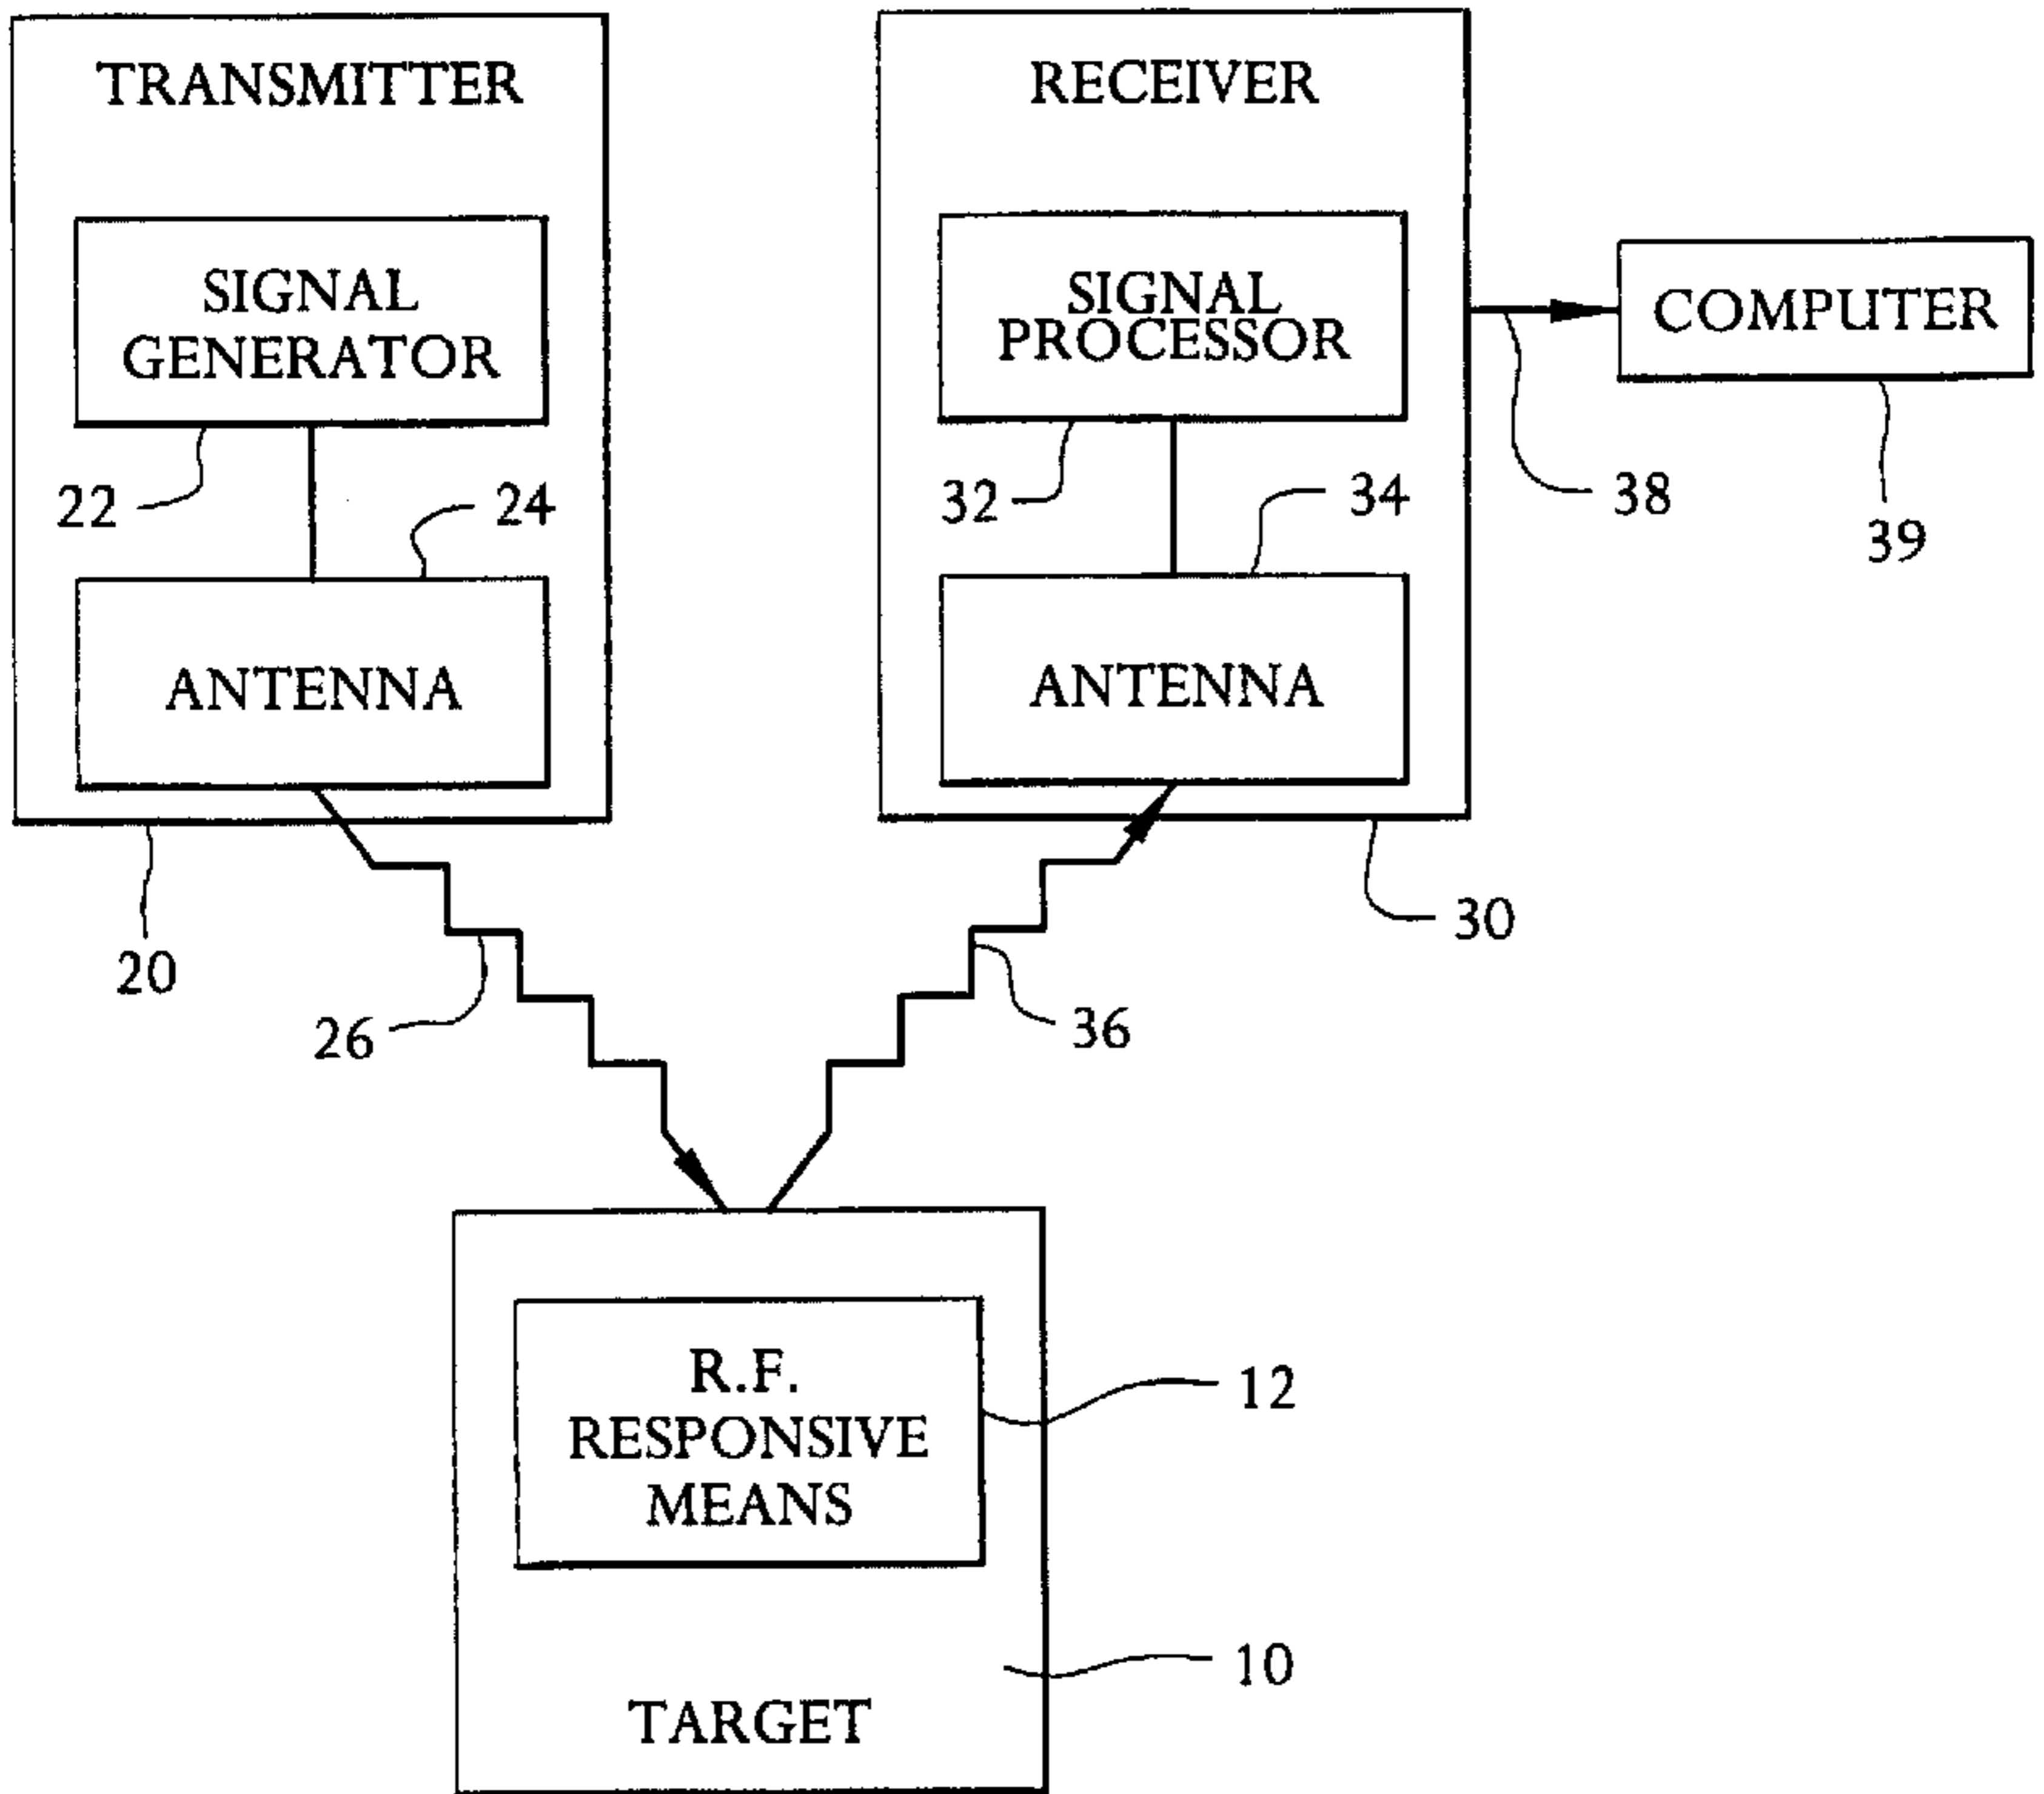 TRANSMITTER
SIGNAL
GENERATOR
22
24
ANTENNA
20
26
RECEIVER
SIGNAL
PROCESSOR
32
34
ANTENNA
30
36
38
COMPUTER
39
R.F.
RESPONSIVE
MEANS
12
10
TARGET